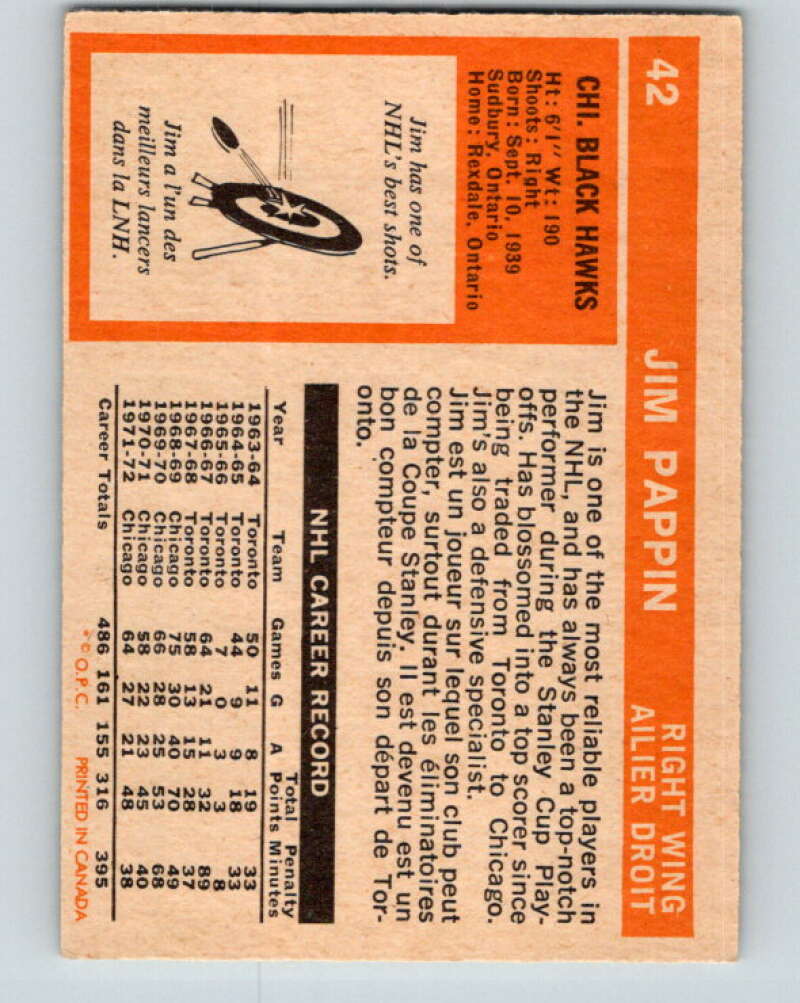 42
JIM PAPPIN
RIGHT WING
AILIER DROIT
CHI. BLACK HAWKS
Ht: 6'1" Wt: 190
Shoots: Right
Born: Sept. 10, 1939
Sudbury, Ontario
Home: Rexdale, Ontario
Jim has one of
NHL's best shots.
Jim a l'un des
meilleurs lancers
dans la LNH.
Jim is one of the most reliable players in
the NHL, and has always been a top-notch
performer during the Stanley Cup Play-
offs. Has blossomed into a top scorer since
being traded from Toronto to Chicago.
Jim's also a defensive specialist.
Jim est un joueur sur lequel son club peut
compter, surtout durant les éliminatoires
de la Coupe Stanley. Il est devenu est un
bon compteur depuis son départ de Tor-
onto.
NHL CAREER RECORD
Total Penalty
Year Team Games G A Points Minutes
1963-64 Toronto 50 11 8 19 33
1964-65 Toronto 44 9 9 18 33
1965-66 Toronto 7 0 3 3 8
1966-67 Toronto 64 21 11 32 89
1967-68 Toronto 58 13 15 28 37
1968-69 Chicago 75 30 40 70 49
1969-70 Chicago 66 28 25 53 68
1970-71 Chicago 58 22 23 45 40
1971-72 Chicago 64 27 21 48 38
Career Totals 486 161 155 316 395
*© O.P.C. PRINTED IN CANADA